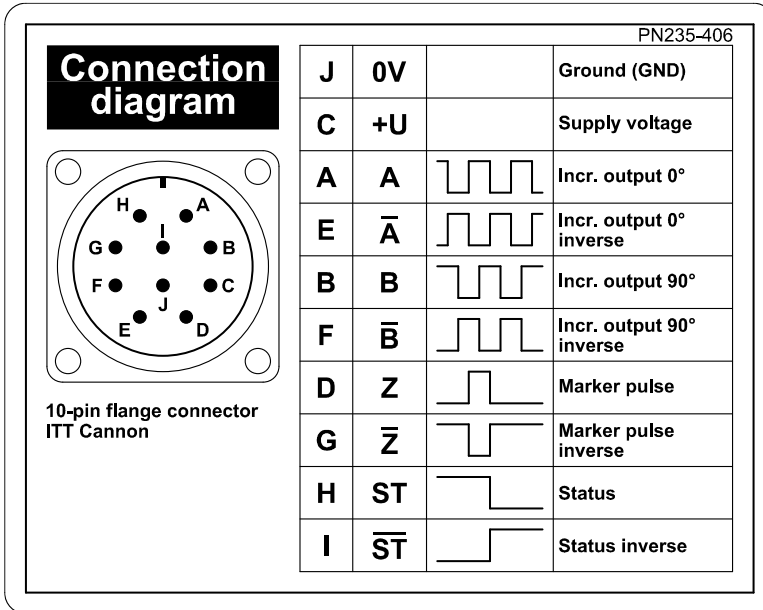 PN235-406
Connection
diagram
H A
I
G B
F C
J
E D
10-pin flange connector
ITT Cannon
J 0V Ground (GND)
C +U Supply voltage
A A Incr. output 0°
E A̅ Incr. output 0°
inverse
B B Incr. output 90°
F B̅ Incr. output 90°
inverse
D Z Marker pulse
G Z̅ Marker pulse
inverse
H ST Status
I S̅T̅ Status inverse